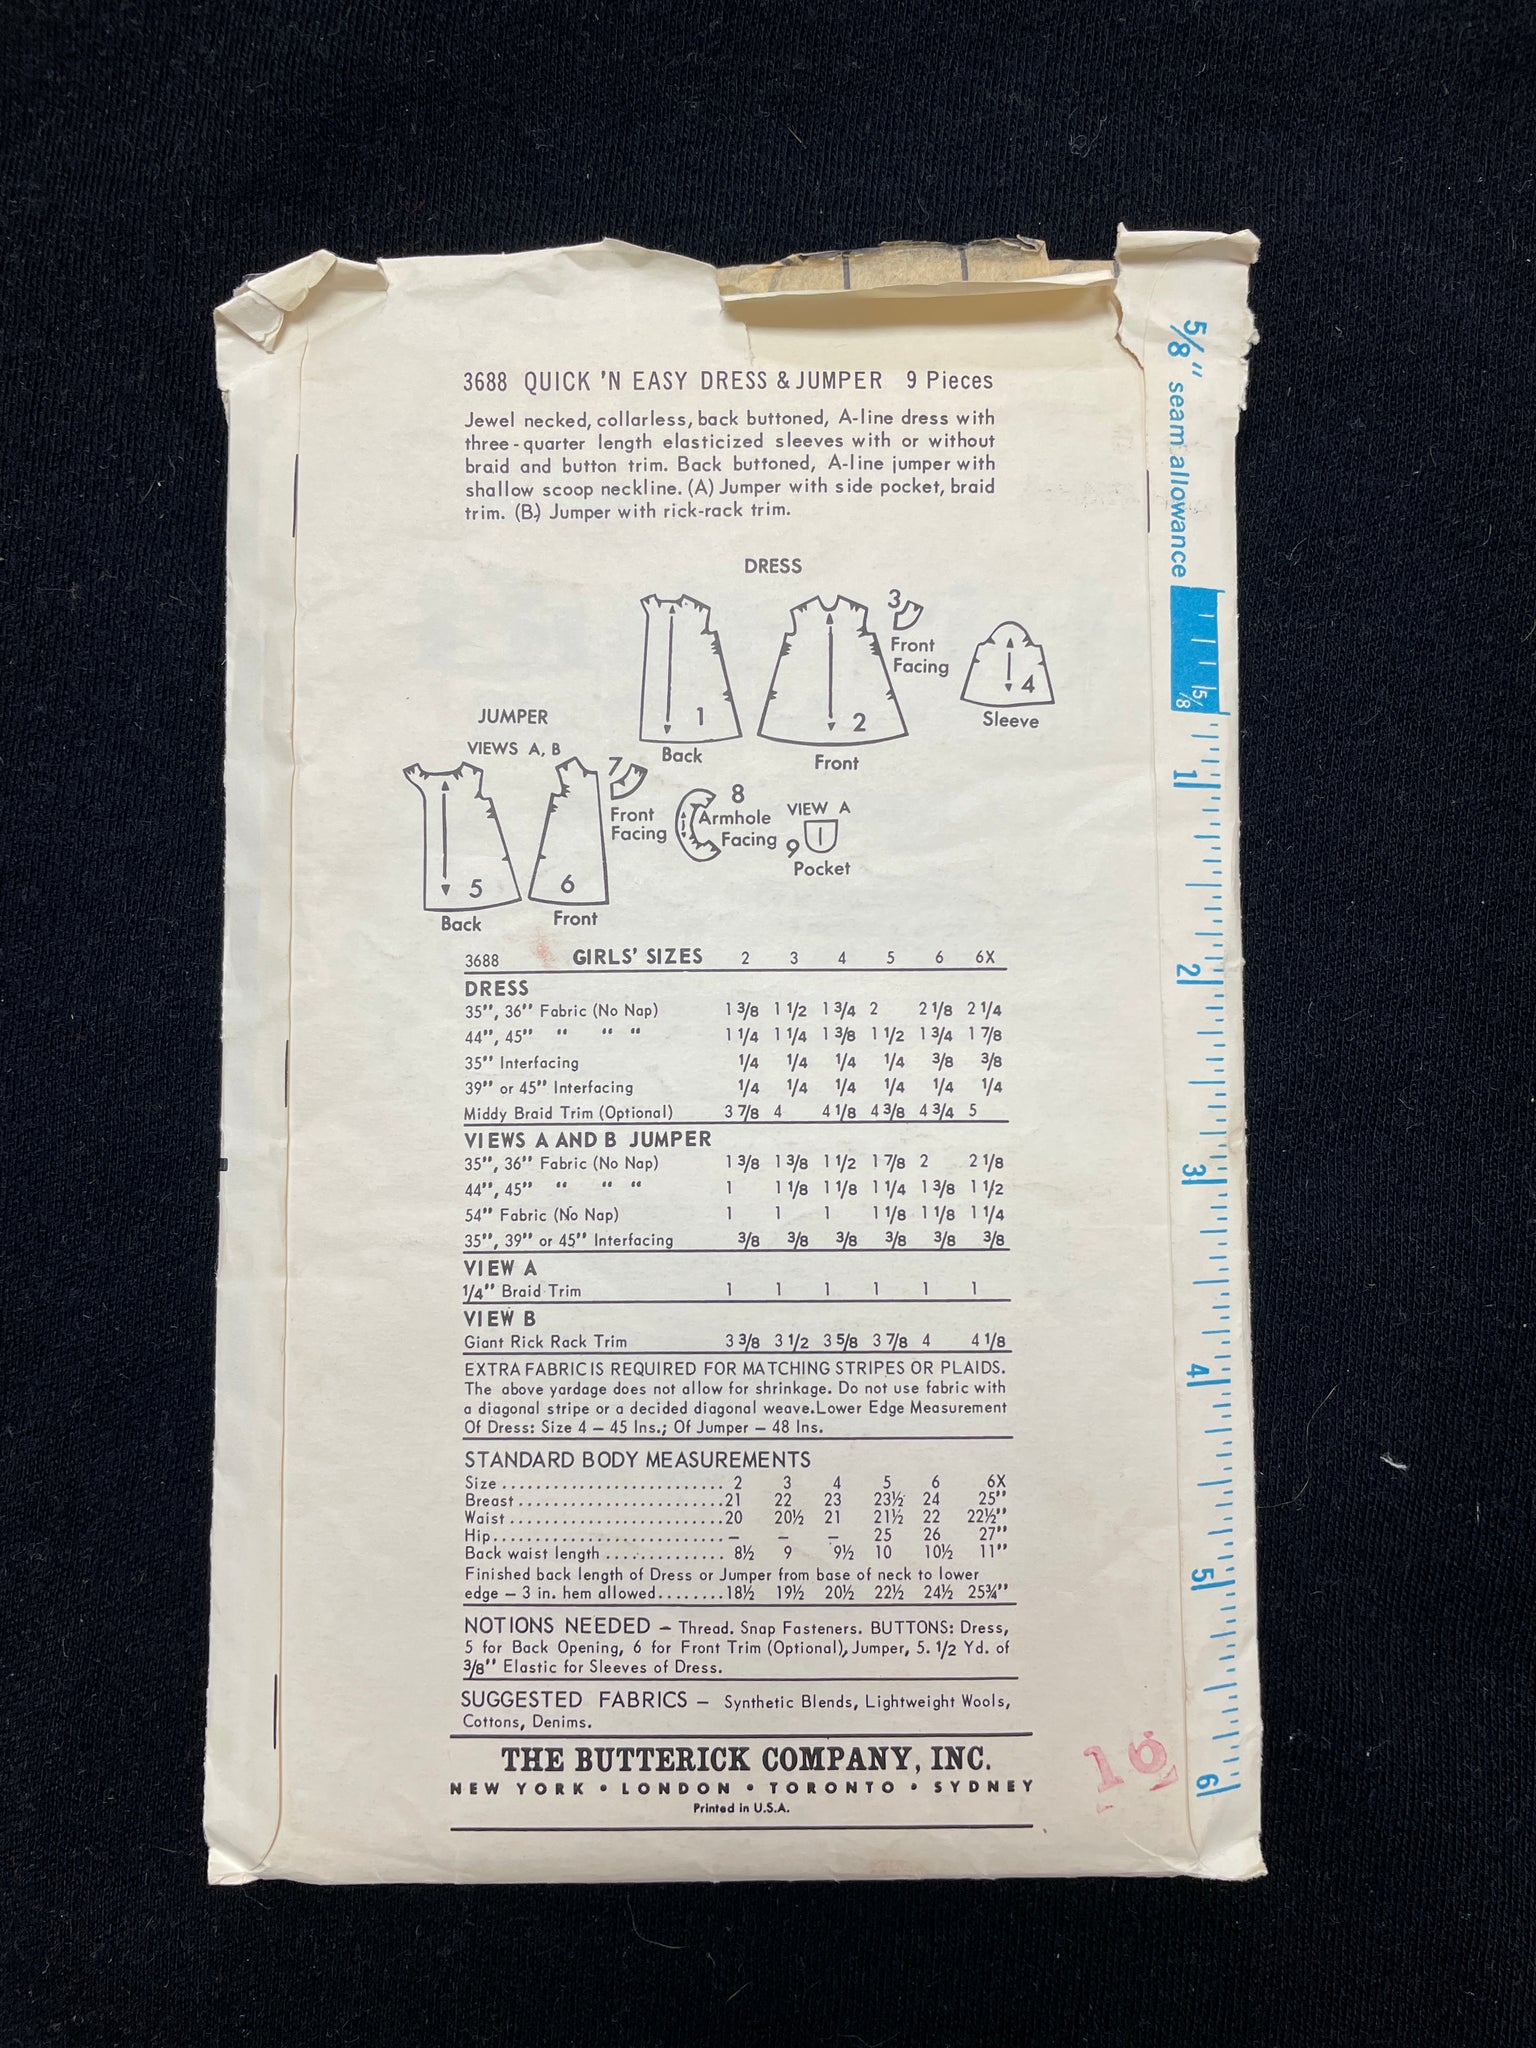 3688 QUICK 'N EASY DRESS & JUMPER 9 Pieces
Jewel necked, collarless, back buttoned, A-line dress with
three-quarter length elasticized sleeves with or without
braid and button trim. Back buttoned, A-line jumper with
shallow scoop neckline. (A) Jumper with side pocket, braid
trim. (B.) Jumper with rick-rack trim.
DRESS
1
Back
2
Front
3
Front
Facing
4
Sleeve
JUMPER
VIEWS A, B
5
Back
6
Front
7
Front
Facing
8
Armhole
Facing
VIEW A
9
Pocket
3688 GIRLS' SIZES 2 3 4 5 6 6X
DRESS
35", 36" Fabric (No Nap) 1 3/8 1 1/2 1 3/4 2 2 1/8 2 1/4
44", 45" " " " 1 1/4 1 1/4 1 3/8 1 1/2 1 3/4 1 7/8
35" Interfacing 1/4 1/4 1/4 1/4 3/8 3/8
39" or 45" Interfacing 1/4 1/4 1/4 1/4 1/4 1/4
Middy Braid Trim (Optional) 3 7/8 4 4 1/8 4 3/8 4 3/4 5
VIEWS A AND B JUMPER
35", 36" Fabric (No Nap) 1 3/8 1 3/8 1 1/2 1 7/8 2 2 1/8
44", 45" " " " 1 1 1/8 1 1/8 1 1/4 1 3/8 1 1/2
54" Fabric (No Nap) 1 1 1 1 1/8 1 1/8 1 1/4
35", 39" or 45" Interfacing 3/8 3/8 3/8 3/8 3/8 3/8
VIEW A
1/4" Braid Trim 1 1 1 1 1 1
VIEW B
Giant Rick Rack Trim 3 3/8 3 1/2 3 5/8 3 7/8 4 4 1/8
EXTRA FABRIC IS REQUIRED FOR MATCHING STRIPES OR PLAIDS.
The above yardage does not allow for shrinkage. Do not use fabric with
a diagonal stripe or a decided diagonal weave. Lower Edge Measurement
Of Dress: Size 4 – 45 Ins.; Of Jumper – 48 Ins.
STANDARD BODY MEASUREMENTS
Size .......................... 2 3 4 5 6 6X
Breast ........................ 21 22 23 23½ 24 25"
Waist ......................... 20 20½ 21 21½ 22 22½"
Hip ........................... – – – 25 26 27"
Back waist length .............. 8½ 9 9½ 10 10½ 11"
Finished back length of Dress or Jumper from base of neck to lower
edge – 3 in. hem allowed ........ 18½ 19½ 20½ 22½ 24½ 25¾"
NOTIONS NEEDED – Thread. Snap Fasteners. BUTTONS: Dress,
5 for Back Opening, 6 for Front Trim (Optional), Jumper, 5. 1/2 Yd. of
3/8" Elastic for Sleeves of Dress.
SUGGESTED FABRICS – Synthetic Blends, Lightweight Wools,
Cottons, Denims.
THE BUTTERICK COMPANY, INC.
NEW YORK • LONDON • TORONTO • SYDNEY
Printed in U.S.A.
5/8" seam allowance
5/8
1
2
3
4
5
6